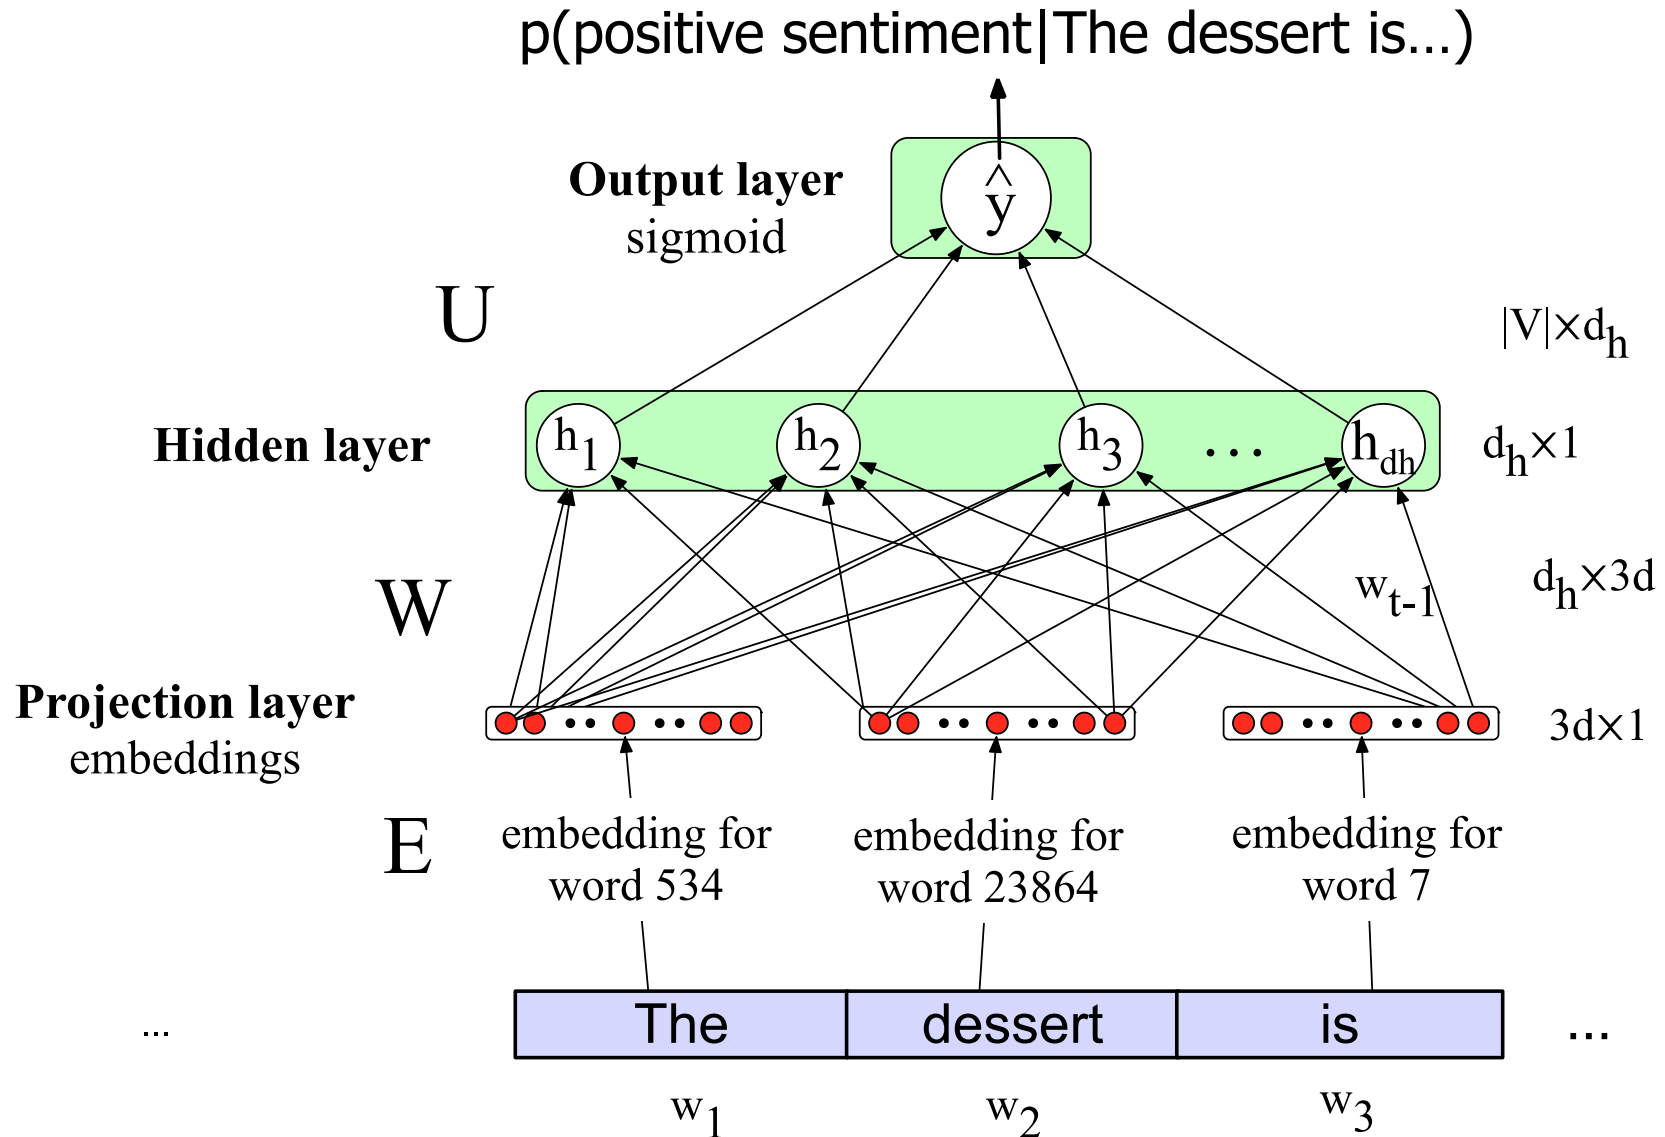 p(positive sentiment|The dessert is...)
Output layer
sigmoid
ŷ
U
|V|×dh
Hidden layer
h1
h2
h3
...
hdh
dh×1
W
wt-1
dh×3d
Projection layer
embeddings
3d×1
E
embedding for
word 534
embedding for
word 23864
embedding for
word 7
...
The
dessert
is
...
w1
w2
w3